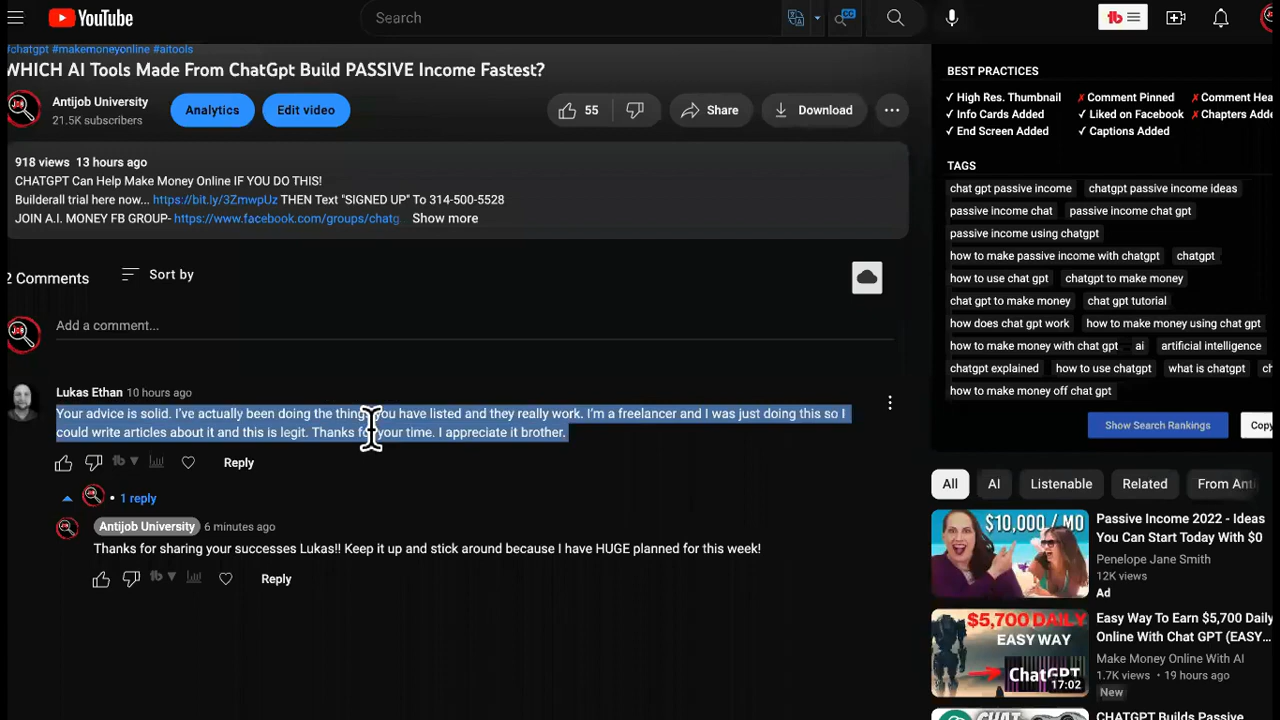 YouTube
Search
CC
#chatgpt #makemoneyonline #aitools
WHICH AI Tools Made From ChatGpt Build PASSIVE Income Fastest?
JOB
Antijob University
21.5K subscribers
Analytics
Edit video
55
Share
Download
918 views 13 hours ago
CHATGPT Can Help Make Money Online IF YOU DO THIS!
Builderall trial here now... https://bit.ly/3ZmwpUz THEN Text "SIGNED UP" To 314-500-5528
JOIN A.I. MONEY FB GROUP- https://www.facebook.com/groups/chatg Show more
2 Comments
Sort by
Add a comment...
Lukas Ethan 10 hours ago
Your advice is solid. I've actually been doing the things you have listed and they really work. I'm a freelancer and I was just doing this so I
could write articles about it and this is legit. Thanks for your time. I appreciate it brother.
tb
Reply
1 reply
Antijob University 6 minutes ago
Thanks for sharing your successes Lukas!! Keep it up and stick around because I have HUGE planned for this week!
tb
Reply
tb
BEST PRACTICES
✓ High Res. Thumbnail ✗ Comment Pinned ✗ Comment Hea
✓ Info Cards Added ✓ Liked on Facebook ✗ Chapters Adde
✓ End Screen Added ✓ Captions Added
TAGS
chat gpt passive income chatgpt passive income ideas
passive income chat passive income chat gpt
passive income using chatgpt
how to make passive income with chatgpt chatgpt
how to use chat gpt chatgpt to make money
chat gpt to make money chat gpt tutorial
how does chat gpt work how to make money using chat gpt
how to make money with chat gpt ai artificial intelligence
chatgpt explained how to use chatgpt what is chatgpt ch
how to make money off chat gpt
Search Rankings
Copy
All
AI
Listenable
Related
From Anti
$10,000/MO
Passive Income 2022 - Ideas
You Can Start Today With $0
Penelope Jane Smith
12K views
Ad
$5,700 DAILY
EASY WAY
ChatGPT
17:02
Easy Way To Earn $5,700 Daily
Online With Chat GPT (EASY...
Make Money Online With AI
1.7K views • 19 hours ago
New
CHATGPT Builds Passive